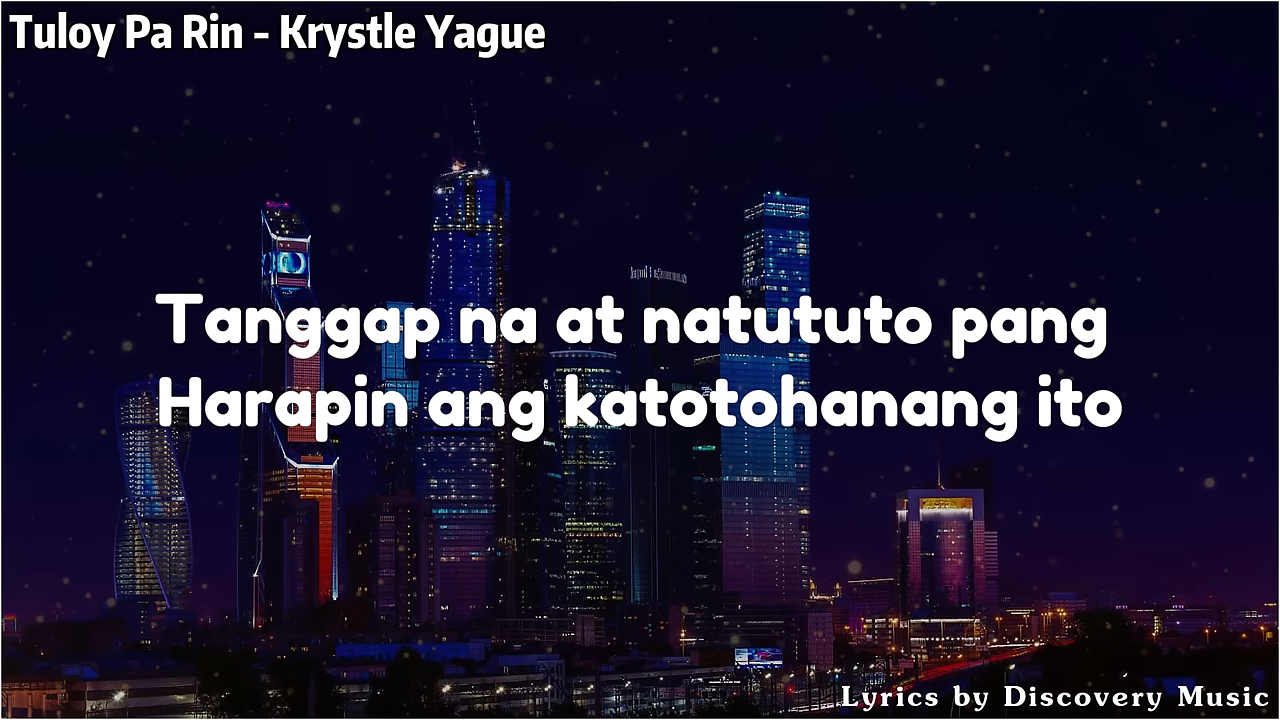 Tuloy Pa Rin - Krystle Yague
Tanggap na at natututo pang
Harapin ang katotohanang ito
Lyrics by Discovery Music